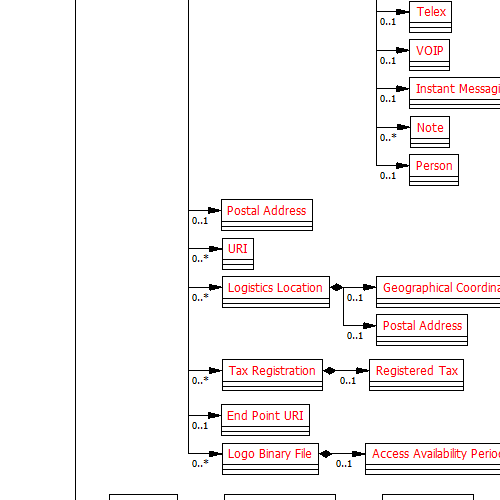 Telex
0..1
VOIP
0..1
Instant Messagi
0..1
Note
0..*
Person
0..1
Postal Address
0..1
URI
0..*
Logistics Location
0..*
Geographical Coordina
0..1
Postal Address
0..1
Tax Registration
0..*
Registered Tax
0..1
End Point URI
0..1
Logo Binary File
0..*
Access Availability Perio
0..1